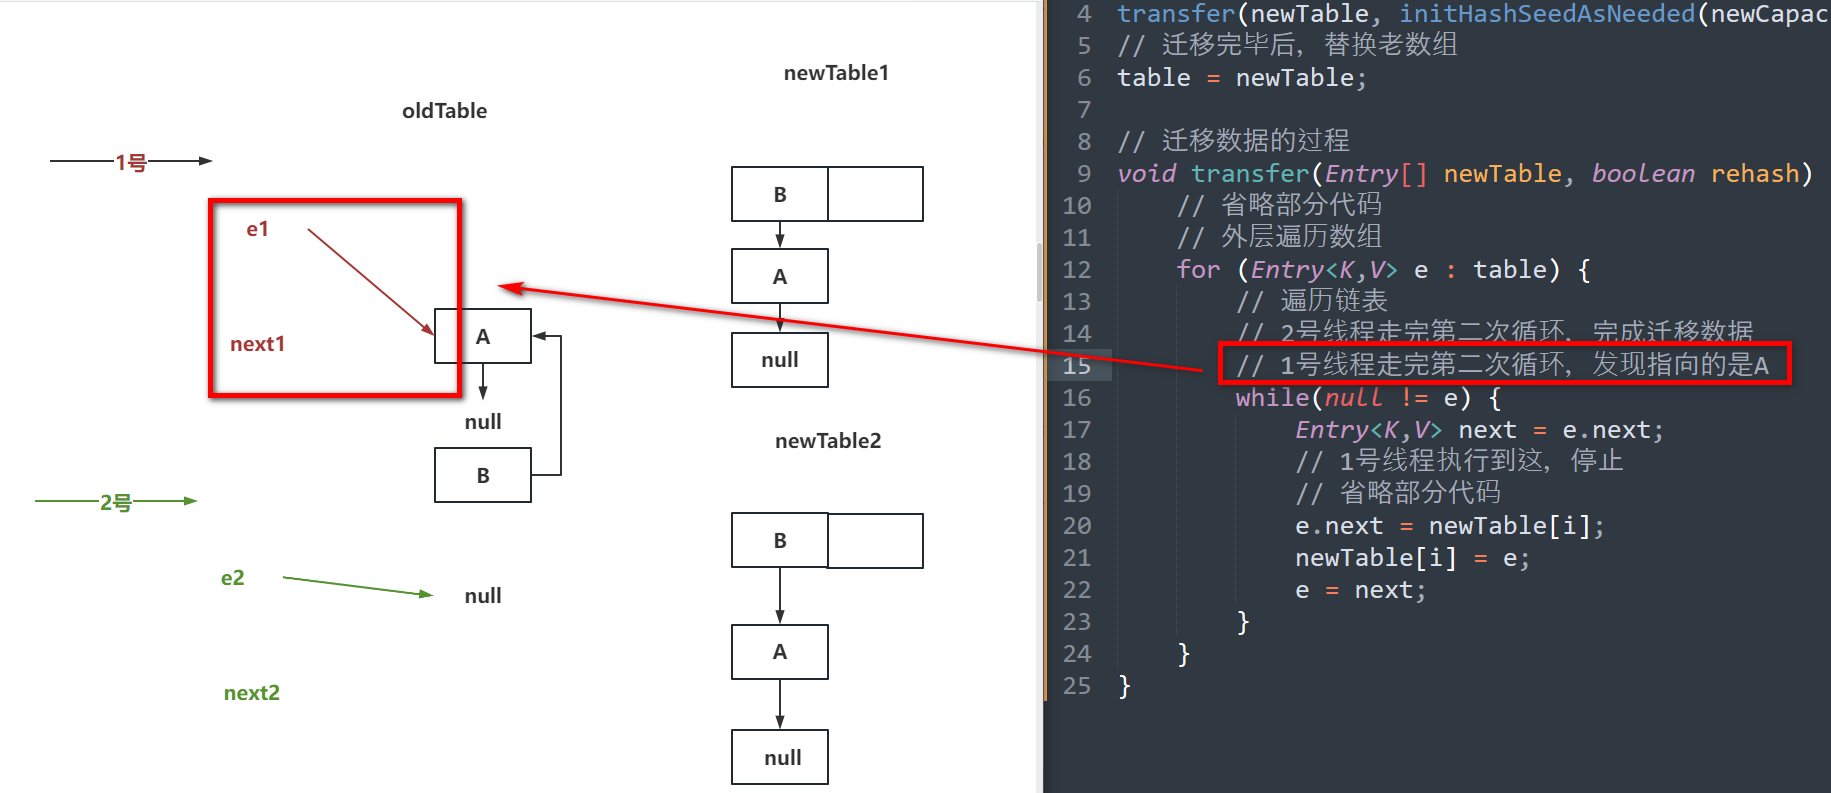 oldTable
1号
e1
next1
A
null
B
2号
e2
null
next2
newTable1
B
A
null
newTable2
B
A
null
4 transfer(newTable, initHashSeedAsNeeded(newCapac
5 // 迁移完毕后，替换老数组
6 table = newTable;
7
8 // 迁移数据的过程
9 void transfer(Entry[] newTable, boolean rehash)
10 // 省略部分代码
11 // 外层遍历数组
12 for (Entry<K,V> e : table) {
13 // 遍历链表
14 // 2号线程走完第二次循环，完成迁移数据
15 // 1号线程走完第二次循环，发现指向的是A
16 while(null != e) {
17 Entry<K,V> next = e.next;
18 // 1号线程执行到这，停止
19 // 省略部分代码
20 e.next = newTable[i];
21 newTable[i] = e;
22 e = next;
23 }
24 }
25 }